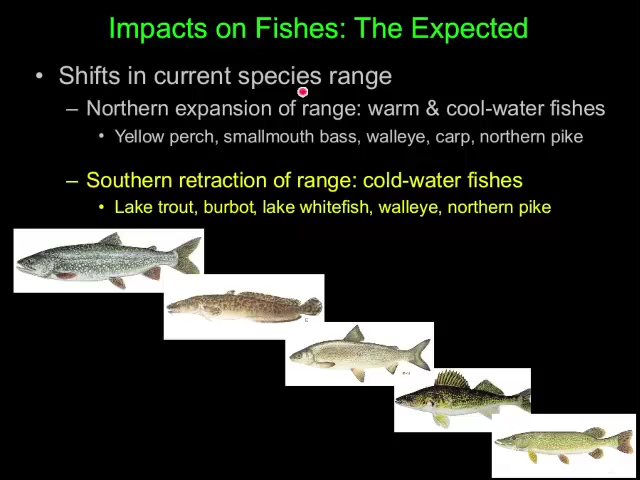 Impacts on Fishes: The Expected
• Shifts in current species range
– Northern expansion of range: warm & cool-water fishes
• Yellow perch, smallmouth bass, walleye, carp, northern pike
– Southern retraction of range: cold-water fishes
• Lake trout, burbot, lake whitefish, walleye, northern pike